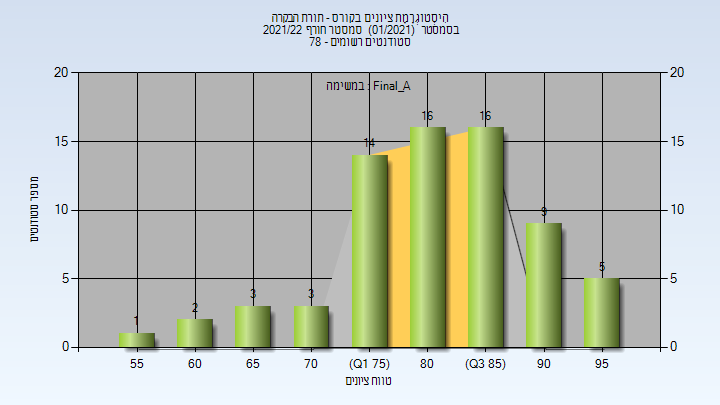 הִיסְטוֹגְרָמַת ציונים בקורס - תורת הבקרה
בסמסטר (01/2021) סמסטר חורף 2021/22
סטודנטים רשומים - 78
במשימה : Final_A
מספר סטודנטים
20 20
15 15
10 10
5 5
0 0
1 2 3 3 14 16 16 9 5
55 60 65 70 (Q1 75) 80 (Q3 85) 90 95
טווח ציונים